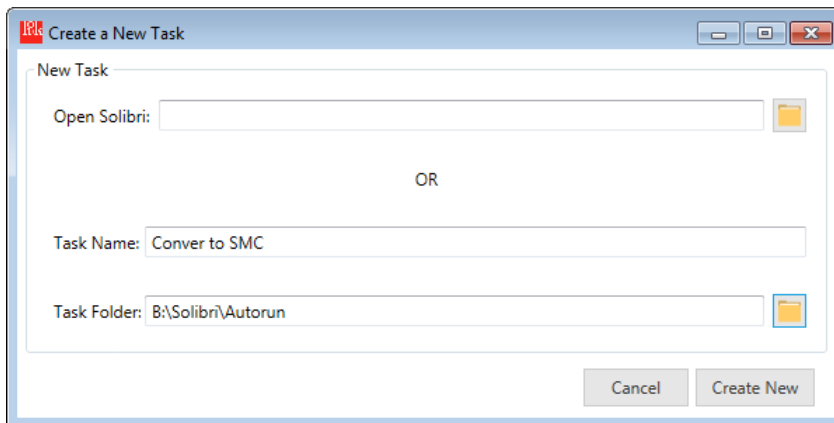 Create a New Task
New Task
Open Solibri:
OR
Task Name: Conver to SMC
Task Folder: B:\Solibri\Autorun
Cancel Create New